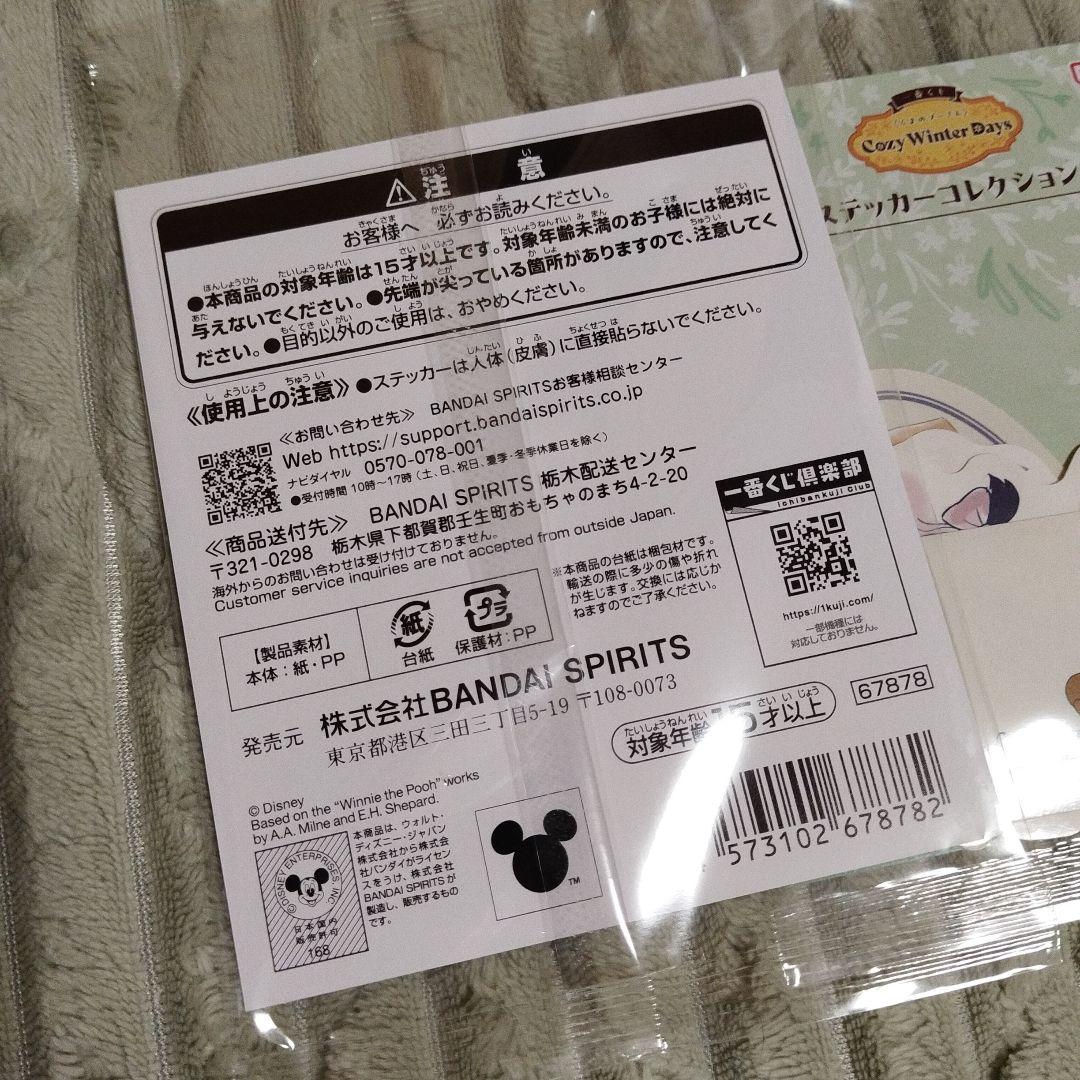 一番くじ
くまのプーさん
Cozy Winter Days
ステッカーコレクション
⚠注意
お客様へ 必ずお読みください。
●本商品の対象年齢は15才以上です。対象年齢未満のお子様には絶対に
与えないでください。●先端が尖っている箇所がありますので、注意してく
ださい。●目的以外のご使用は、おやめください。
≪使用上の注意≫ ●ステッカーは人体(皮膚)に直接貼らないでください。
≪お問い合わせ先≫ BANDAI SPIRITSお客様相談センター
Web https://support.bandaispirits.co.jp
ナビダイヤル 0570-078-001
●受付時間 10時〜17時(土、日、祝日、夏季・冬季休業日を除く)
≪商品送付先≫ BANDAI SPIRITS 栃木配送センター
〒321-0298 栃木県下都賀郡壬生町おもちゃのまち4-2-20
海外からのお問い合わせは受け付けておりません。
Customer service inquiries are not accepted from outside Japan.
【製品素材】
本体:紙・PP
紙
台紙
プラ
保護材:PP
※本商品の台紙は梱包材です。
輸送の際に多少の傷や折れ
が生じます。交換には応じか
ねますのでご了承ください。
一番くじ倶楽部
Ichibankuji Club
https://1kuji.com/
一部機種には
対応しておりません。
発売元 株式会社BANDAI SPIRITS
東京都港区三田三丁目5-19 〒108-0073
対象年齢15才以上
67878
573102 678782
© Disney
Based on the "Winnie the Pooh" works
by A.A. Milne and E.H. Shepard.
© DISNEY ENTERPRISES, INC.
日本国内
販売許可
168
本商品は、ウォルト・
ディズニー・ジャパン
株式会社から株式会
社バンダイがライセン
スをうけ、株式会社
BANDAI SPIRITSが
製造し、販売するもの
です。
TM